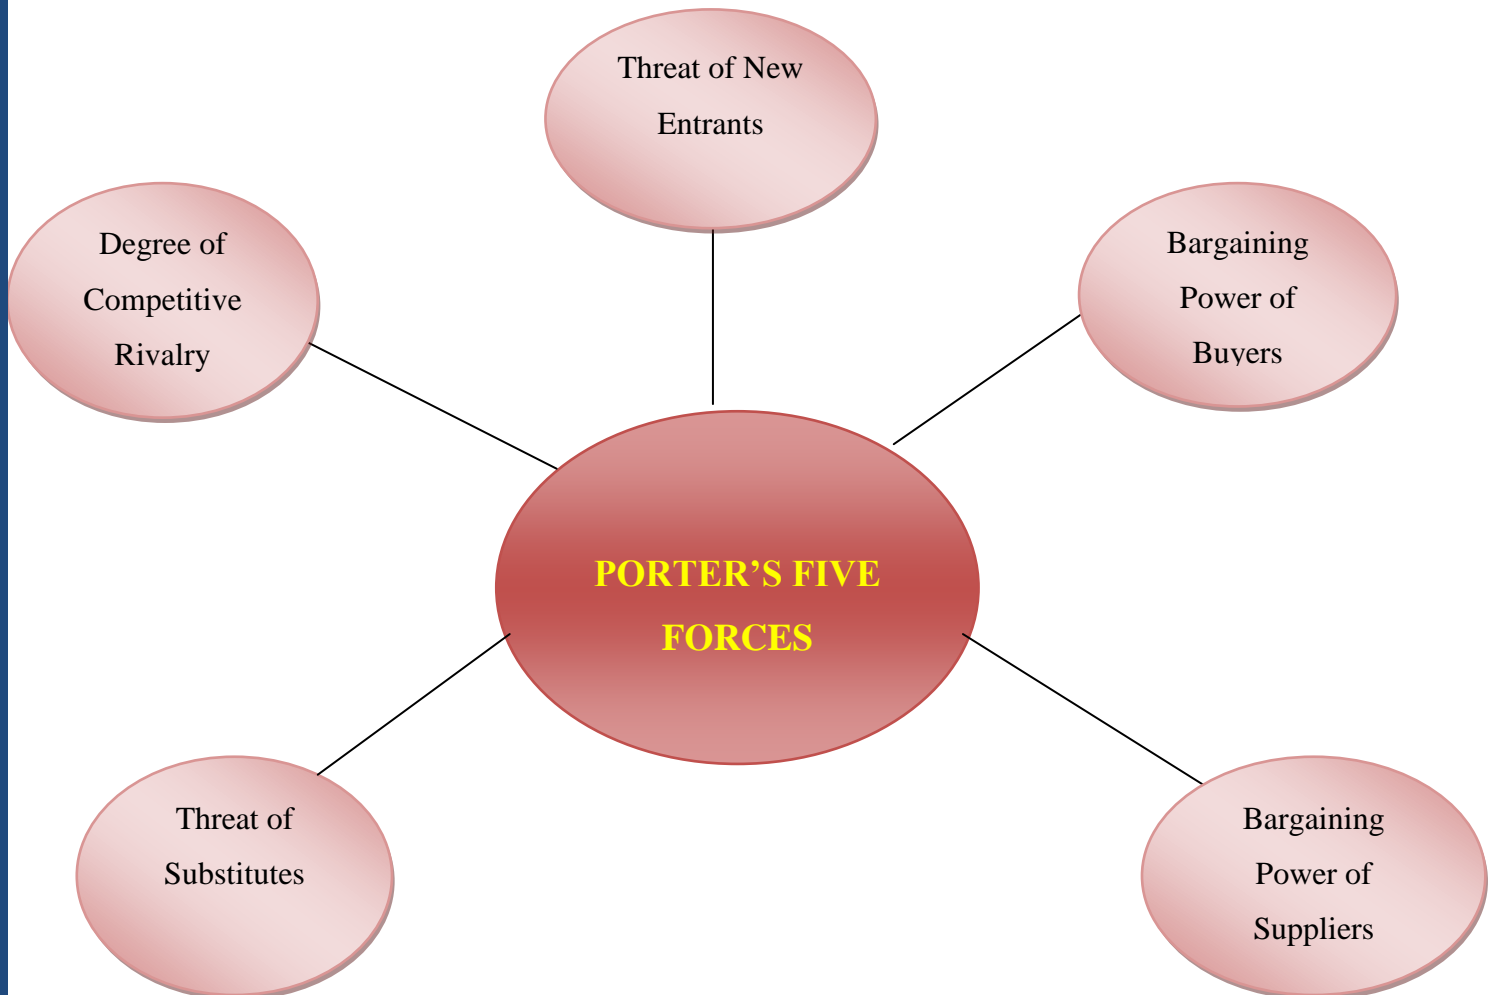 Threat of New
Entrants
Degree of
Competitive
Rivalry
Bargaining
Power of
Buyers
PORTER’S FIVE
FORCES
Threat of
Substitutes
Bargaining
Power of
Suppliers